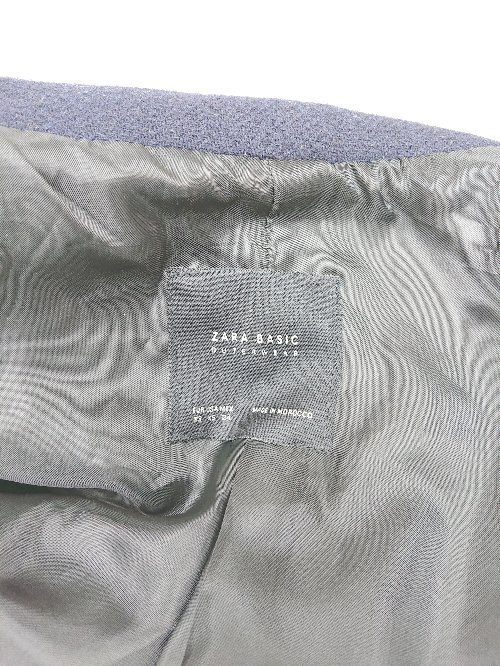 ZARA BASIC
OUTERWEAR
EUR USA MEX MADE IN MOROCCO